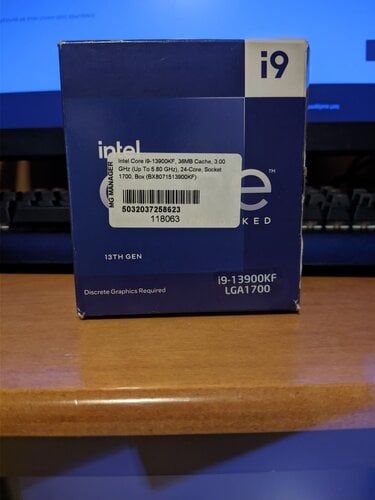 i9
intel
MG MANAGER
Intel Core i9-13900KF, 36MB Cache, 3.00
GHz (Up To 5.80 GHz), 24-Core, Socket
1700, Box (BX8071513900KF)
5032037258623
118063
13TH GEN
i9-13900KF
LGA1700
Discrete Graphics Required